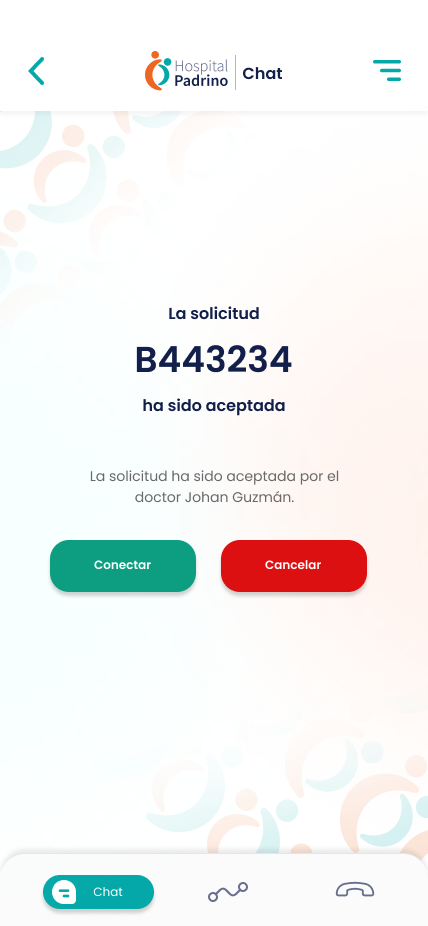 Hospital
Padrino
Chat
La solicitud
B443234
ha sido aceptada
La solicitud ha sido aceptada por el
doctor Johan Guzmán.
Conectar
Cancelar
Chat